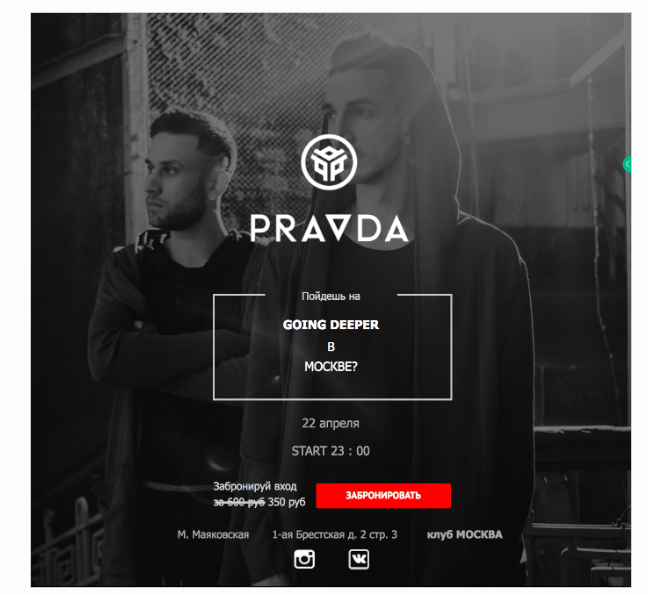 PRAVDA
Пойдешь на
GOING DEEPER
В
МОСКВЕ?
22 апреля
START 23 : 00
Забронируй вход
за 600 руб 350 руб
ЗАБРОНИРОВАТЬ
М. Маяковская 1-ая Брестская д. 2 стр. 3 клуб МОСКВА